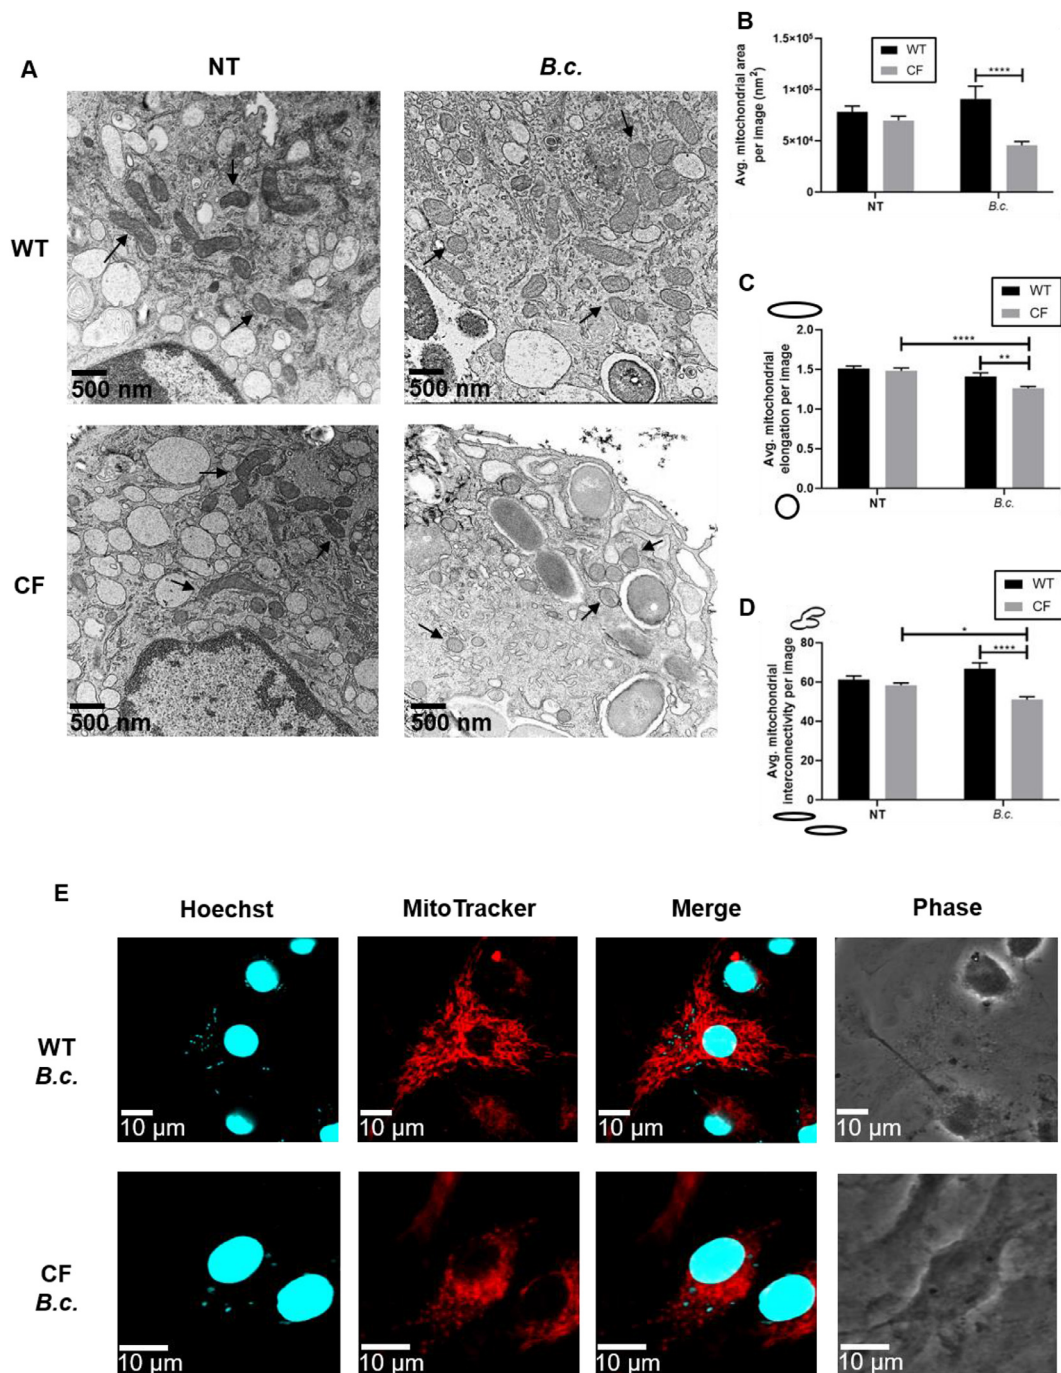 A
NT
B.c.
WT
500 nm
500 nm
CF
500 nm
500 nm
B
Avg. mitochondrial area
per image (nm²)
1.5×10⁵
1×10⁵
5×10⁴
0
WT
CF
****
NT
B.c.
C
Avg. mitochondrial
elongation per image
2.0
1.5
1.0
0.5
0.0
WT
CF
****
**
NT
B.c.
D
Avg. mitochondrial
interconnectivity per image
80
60
40
20
0
WT
CF
*
****
NT
B.c.
E
Hoechst
MitoTracker
Merge
Phase
WT
B.c.
10 µm
10 µm
10 µm
10 µm
CF
B.c.
10 µm
10 µm
10 µm
10 µm